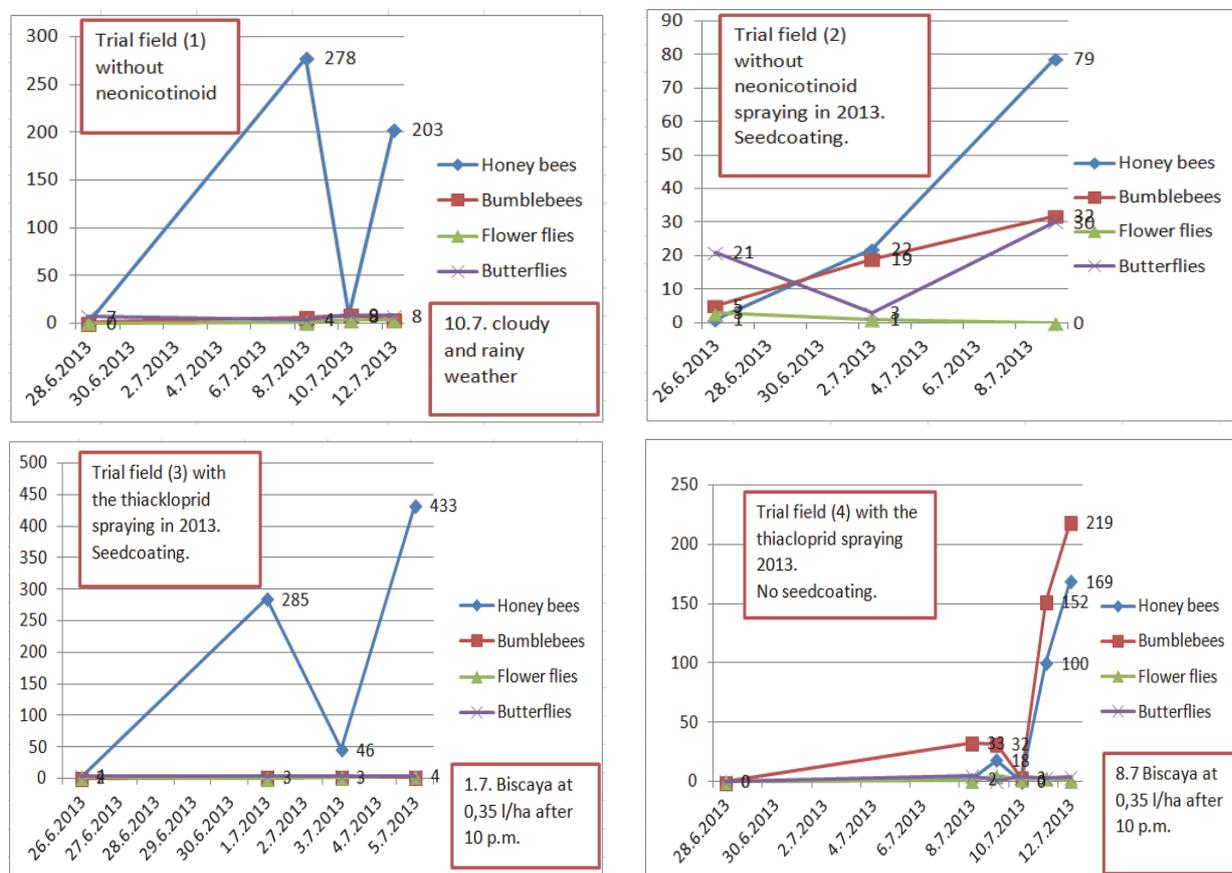 300
250
200
150
100
50
0
Trial field (1)
without
neonicotinoid
278
203
7
0
4
8
Honey bees
Bumblebees
Flower flies
Butterflies
28.6.2013
30.6.2013
2.7.2013
4.7.2013
6.7.2013
8.7.2013
10.7.2013
12.7.2013
10.7. cloudy
and rainy
weather
90
80
70
60
50
40
30
20
10
0
Trial field (2)
without
neonicotinoid
spraying in 2013.
Seedcoating.
79
32
30
21
22
19
5
1
3
1
0
Honey bees
Bumblebees
Flower flies
Butterflies
26.6.2013
28.6.2013
30.6.2013
2.7.2013
4.7.2013
6.7.2013
8.7.2013
500
450
400
350
300
250
200
150
100
50
0
Trial field (3) with
the thiackloprid
spraying in 2013.
Seedcoating.
433
285
46
3
3
4
Honey bees
Bumblebees
Flower flies
Butterflies
26.6.2013
27.6.2013
28.6.2013
29.6.2013
30.6.2013
1.7.2013
2.7.2013
3.7.2013
4.7.2013
5.7.2013
1.7. Biscaya at
0,35 l/ha after
10 p.m.
250
200
150
100
50
0
Trial field (4) with the
thiacloprid spraying
2013.
No seedcoating.
219
169
152
100
33
32
18
2
3
0
0
Honey bees
Bumblebees
Flower flies
Butterflies
28.6.2013
30.6.2013
2.7.2013
4.7.2013
6.7.2013
8.7.2013
10.7.2013
12.7.2013
8.7 Biscaya at
0,35 l/ha after
10 p.m.